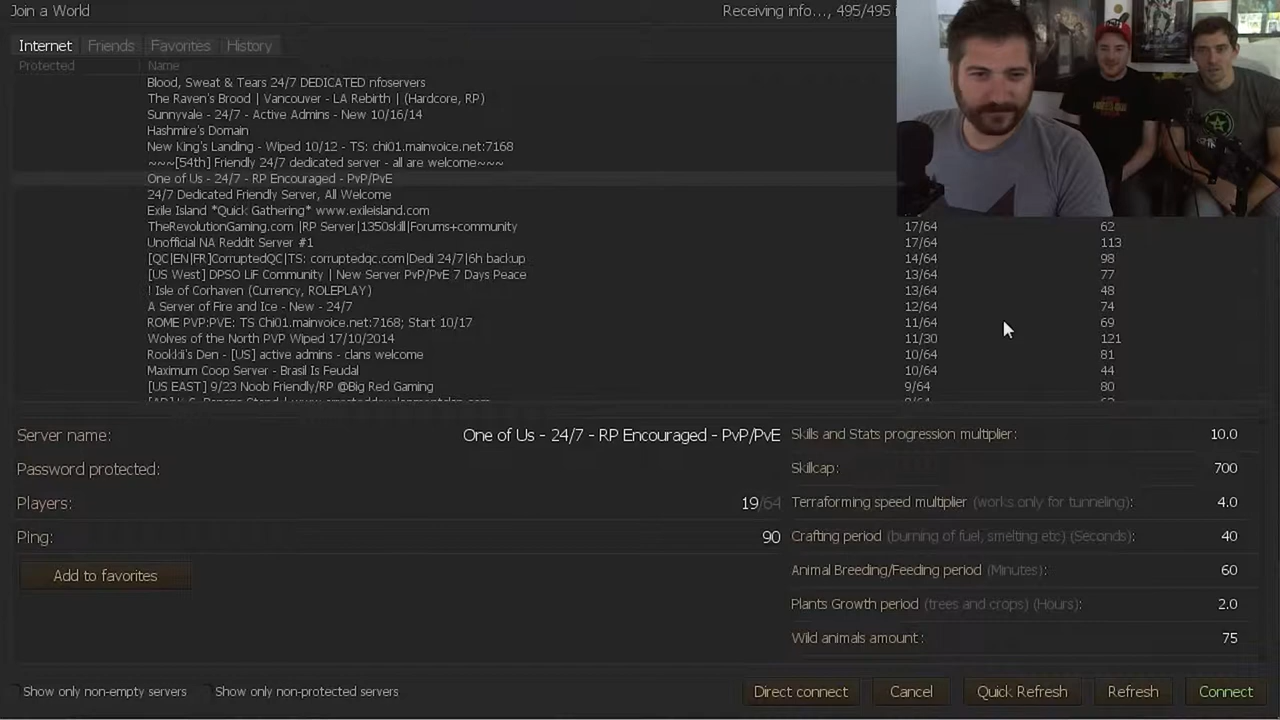 Join a World
Receiving info..., 495/495
Internet Friends Favorites History
Protected Name
Blood, Sweat & Tears 24/7 DEDICATED nfoservers
The Raven's Brood | Vancouver - LA Rebirth | (Hardcore, RP)
Sunnyvale - 24/7 - Active Admins - New 10/16/14
Hashmire's Domain
New King's Landing - Wiped 10/12 - TS: chi01.mainvoice.net:7168
~~~[54th] Friendly 24/7 dedicated server - all are welcome~~~
One of Us - 24/7 - RP Encouraged - PvP/PvE
24/7 Dedicated Friendly Server, All Welcome
Exile Island *Quick Gathering* www.exileisland.com
TheRevolutionGaming.com |RP Server|1350skill|Forums+community 17/64 62
Unofficial NA Reddit Server #1 17/64 113
[QC|EN|FR]CorruptedQC|TS: corruptedqc.com|Dedi 24/7|6h backup 14/64 98
[US West] DPSO LiF Community | New Server PvP/PvE 7 Days Peace 13/64 77
! Isle of Corhaven (Currency, ROLEPLAY) 13/64 48
A Server of Fire and Ice - New - 24/7 12/64 74
ROME PVP:PVE: TS Chi01.mainvoice.net:7168; Start 10/17 11/64 69
Wolves of the North PVP Wiped 17/10/2014 11/30 121
Rookkii's Den - [US] active admins - clans welcome 10/64 81
Maximum Coop Server - Brasil Is Feudal 10/64 44
[US EAST] 9/23 Noob Friendly/RP @Big Red Gaming 9/64 80
Server name: One of Us - 24/7 - RP Encouraged - PvP/PvE
Password protected:
Players: 19/64
Ping: 90
Add to favorites
Skills and Stats progression multiplier: 10.0
Skillcap: 700
Terraforming speed multiplier (works only for tunneling): 4.0
Crafting period (burning of fuel, smelting etc) (Seconds): 40
Animal Breeding/Feeding period (Minutes): 60
Plants Growth period (trees and crops) (Hours): 2.0
Wild animals amount: 75
Show only non-empty servers Show only non-protected servers
Direct connect Cancel Quick Refresh Refresh Connect